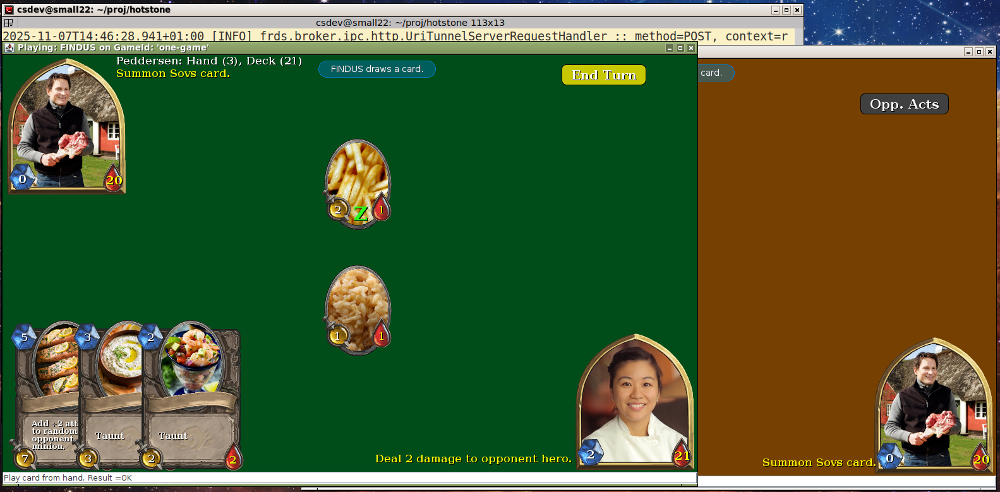 csdev@small22: ~/proj/hotstone
csdev@small22: ~/proj/hotstone 113x13
2025-11-07T14:46:28.941+01:00 [INFO] frds.broker.ipc.http.UriTunnelServerRequestHandler :: method=POST, context=r
Playing: FINDUS on GameId: 'one-game'
Peddersen: Hand (3), Deck (21)
Summon Sovs card.
FINDUS draws a card.
End Turn
card.
Opp. Acts
0
20
2
Z
1
1
1
5
3
2
Add +2 att
to random
opponent
minion.
Taunt
Taunt
7
3
2
2
Deal 2 damage to opponent hero.
2
21
Summon Sovs card.
0
20
Play card from hand. Result =OK